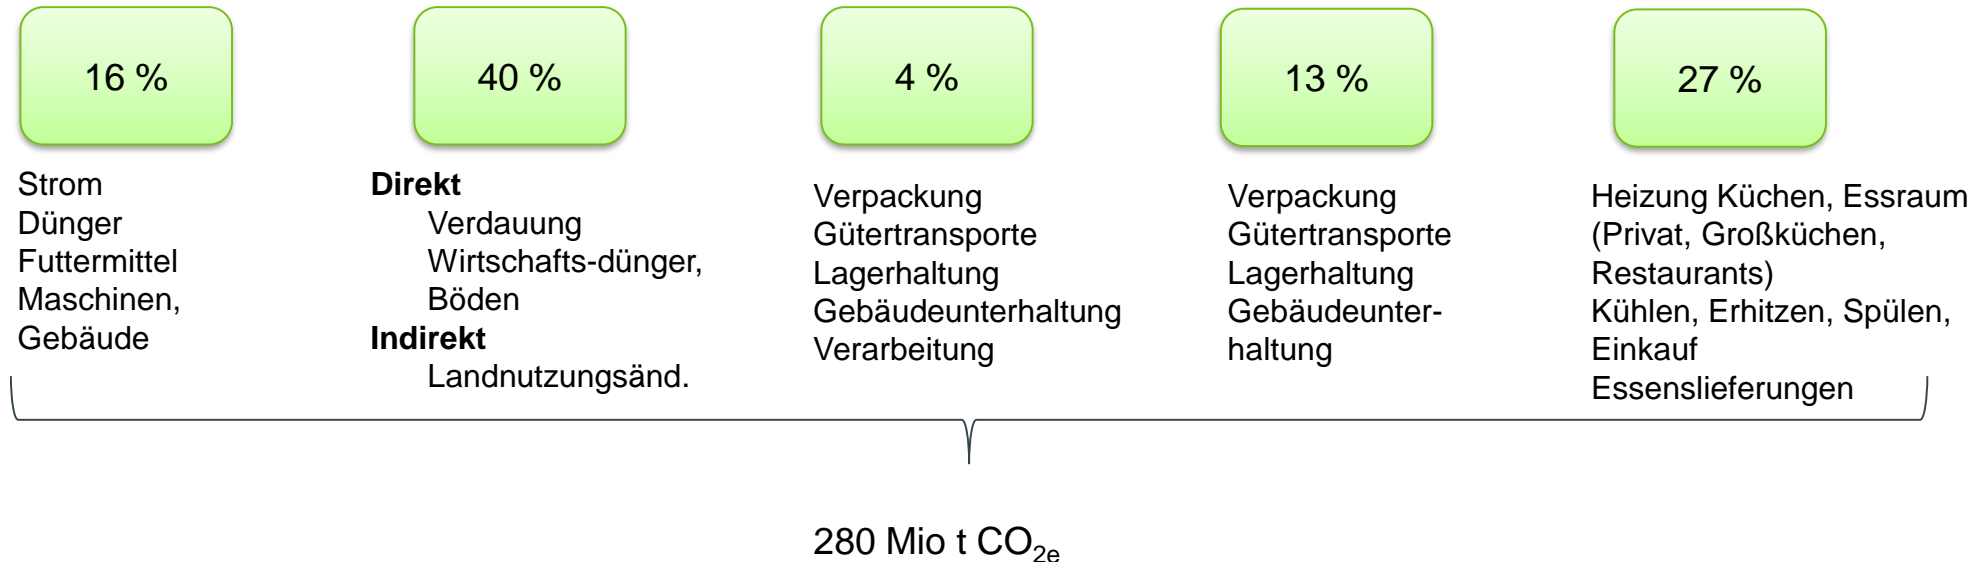 16 %
40 %
4 %
13 %
27 %
Strom
Dünger
Futtermittel
Maschinen,
Gebäude
Direkt
Verdauung
Wirtschafts-dünger,
Böden
Indirekt
Landnutzungsänd.
Verpackung
Gütertransporte
Lagerhaltung
Gebäudeunterhaltung
Verarbeitung
Verpackung
Gütertransporte
Lagerhaltung
Gebäudeunter-
haltung
Heizung Küchen, Essraum
(Privat, Großküchen,
Restaurants)
Kühlen, Erhitzen, Spülen,
Einkauf
Essenslieferungen
280 Mio t CO2e